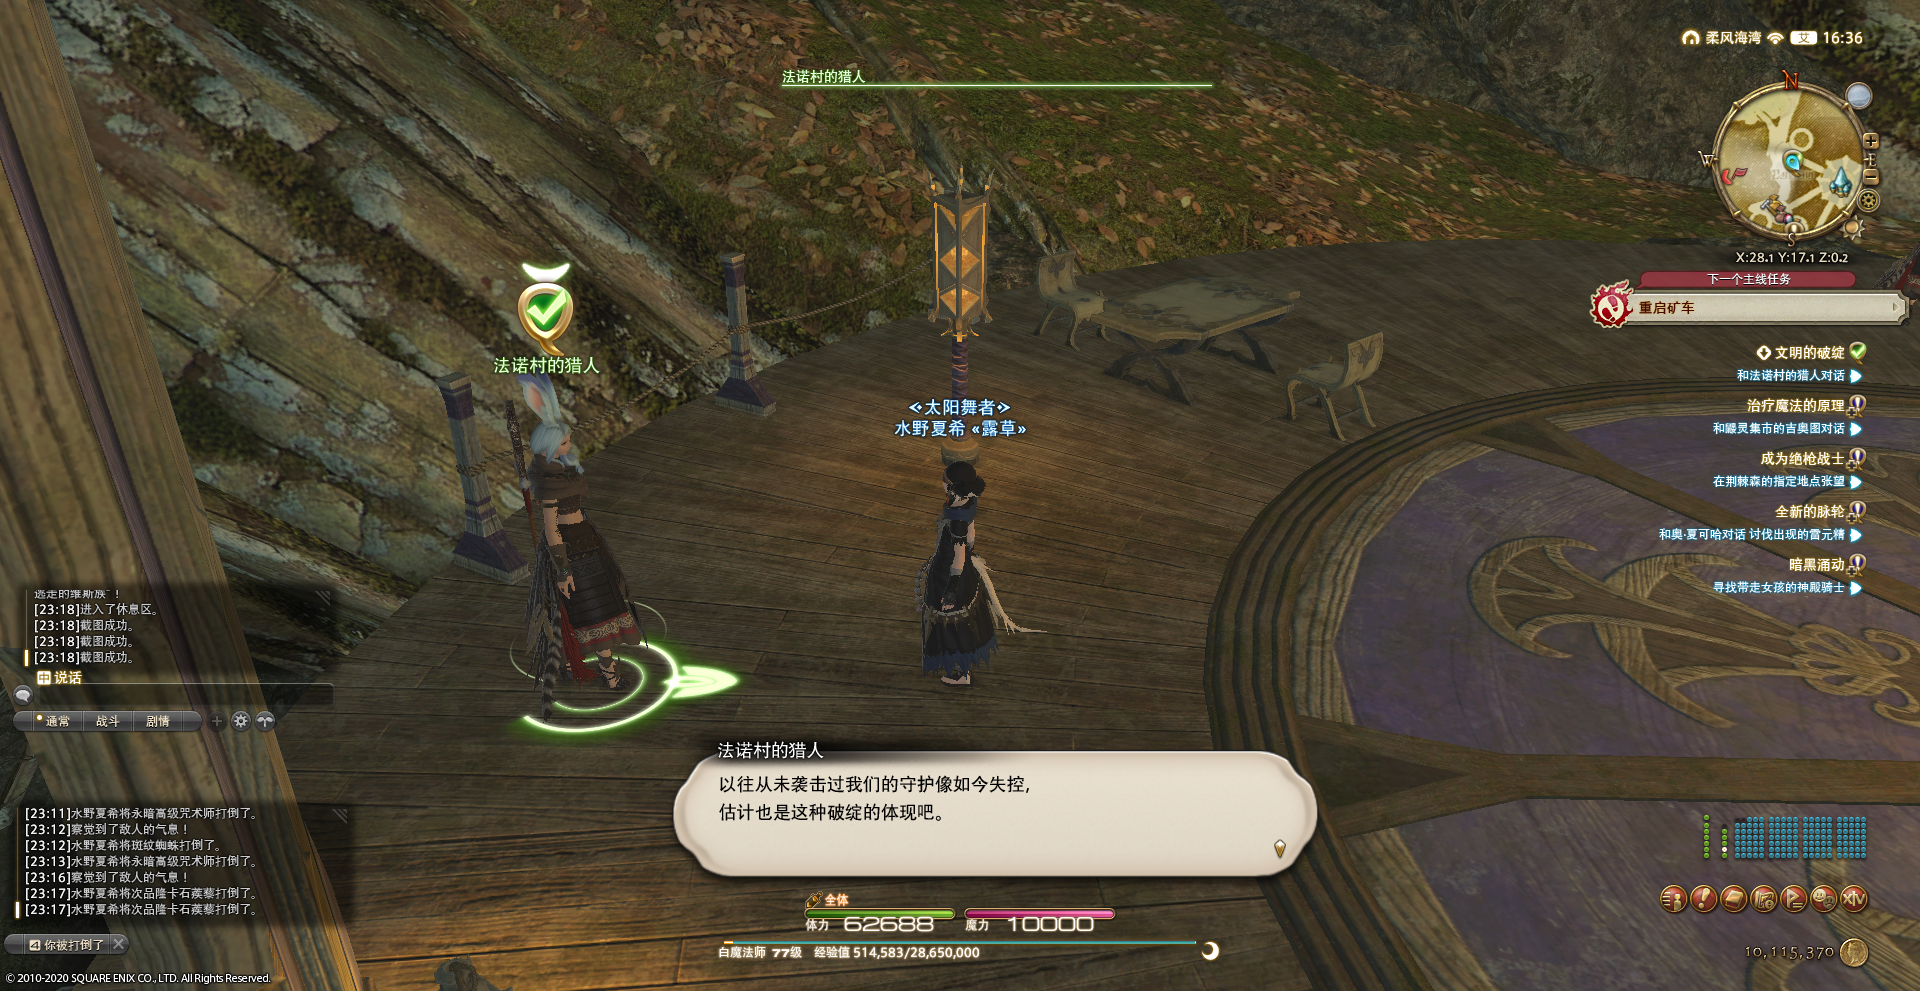 柔风海湾 艾 16:36
法诺村的猎人
N
W
E
S
X:28.1 Y:17.1 Z:0.2
下一个主线任务
重启矿车
文明的破绽
和法诺村的猎人对话
治疗魔法的原理
和鼹灵集市的吉奥图对话
成为绝枪战士
在荆棘森的指定地点张望
全新的脉轮
和奥·夏可哈对话 讨伐出现的雷元精
暗黑涌动
寻找带走女孩的神殿骑士
法诺村的猎人
太阳舞者
水野夏希 «露草»
逃走的维斯族"！
[23:18]进入了休息区。
[23:18]截图成功。
[23:18]截图成功。
[23:18]截图成功。
说话
通常 战斗 剧情
法诺村的猎人
以往从未袭击过我们的守护像如今失控，
估计也是这种破绽的体现吧。
[23:11]水野夏希将永暗高级咒术师打倒了。
[23:12]察觉到了敌人的气息！
[23:12]水野夏希将斑纹蜘蛛打倒了。
[23:13]水野夏希将永暗高级咒术师打倒了。
[23:16]察觉到了敌人的气息！
[23:17]水野夏希将次品隆卡石蒺藜打倒了。
[23:17]水野夏希将次品隆卡石蒺藜打倒了。
4 你被打倒了
全体
体力 62688 魔力 10000
白魔法师 77级 经验值 514,583/28,650,000
XIV
10,115,370
© 2010-2020 SQUARE ENIX CO., LTD. All Rights Reserved.